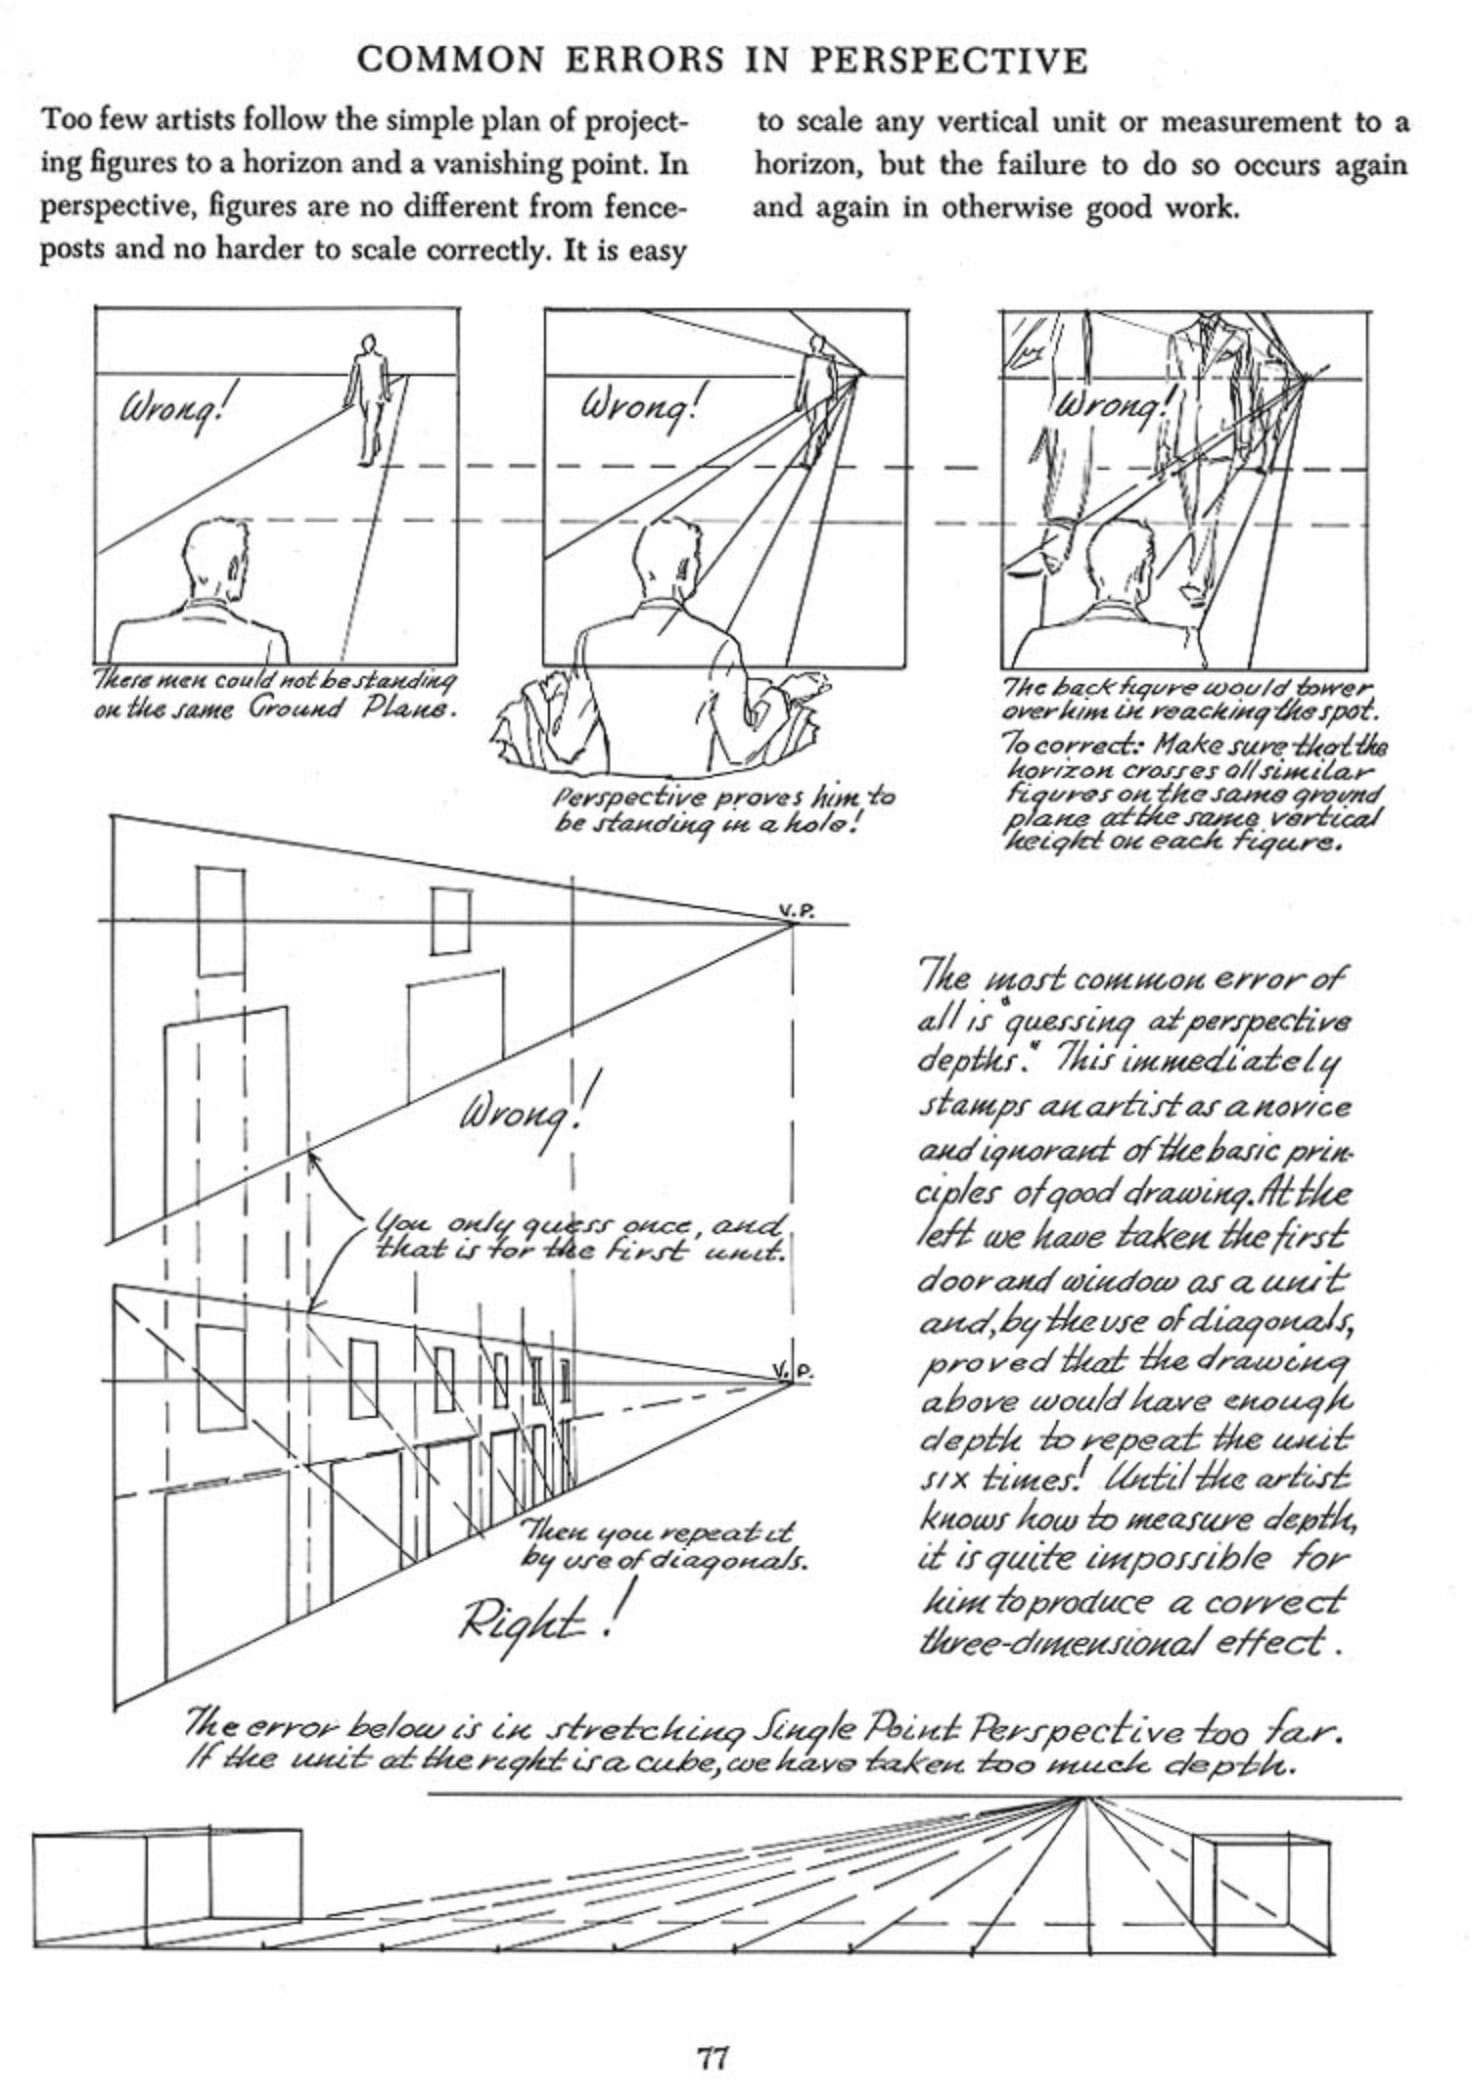 COMMON ERRORS IN PERSPECTIVE
Too few artists follow the simple plan of project-
ing figures to a horizon and a vanishing point. In
perspective, figures are no different from fence-
posts and no harder to scale correctly. It is easy
to scale any vertical unit or measurement to a
horizon, but the failure to do so occurs again
and again in otherwise good work.
Wrong!
These men could not be standing
on the same Ground Plane.
Wrong!
Perspective proves him to
be standing in a hole!
Wrong!
The back figure would tower
over him in reaching the spot.
To correct: Make sure that the
horizon crosses all similar
figures on the same ground
plane at the same vertical
height on each figure.
V.P.
Wrong!
You only guess once, and
that is for the first unit.
V.P.
Then you repeat it
by use of diagonals.
Right!
The most common error of
all is "guessing at perspective
depths." This immediately
stamps an artist as a novice
and ignorant of the basic prin-
ciples of good drawing. At the
left we have taken the first
door and window as a unit
and, by the use of diagonals,
proved that the drawing
above would have enough
depth to repeat the unit
six times! Until the artist
knows how to measure depth,
it is quite impossible for
him to produce a correct
three-dimensional effect.
The error below is in stretching Single Point Perspective too far.
If the unit at the right is a cube, we have taken too much depth.
77